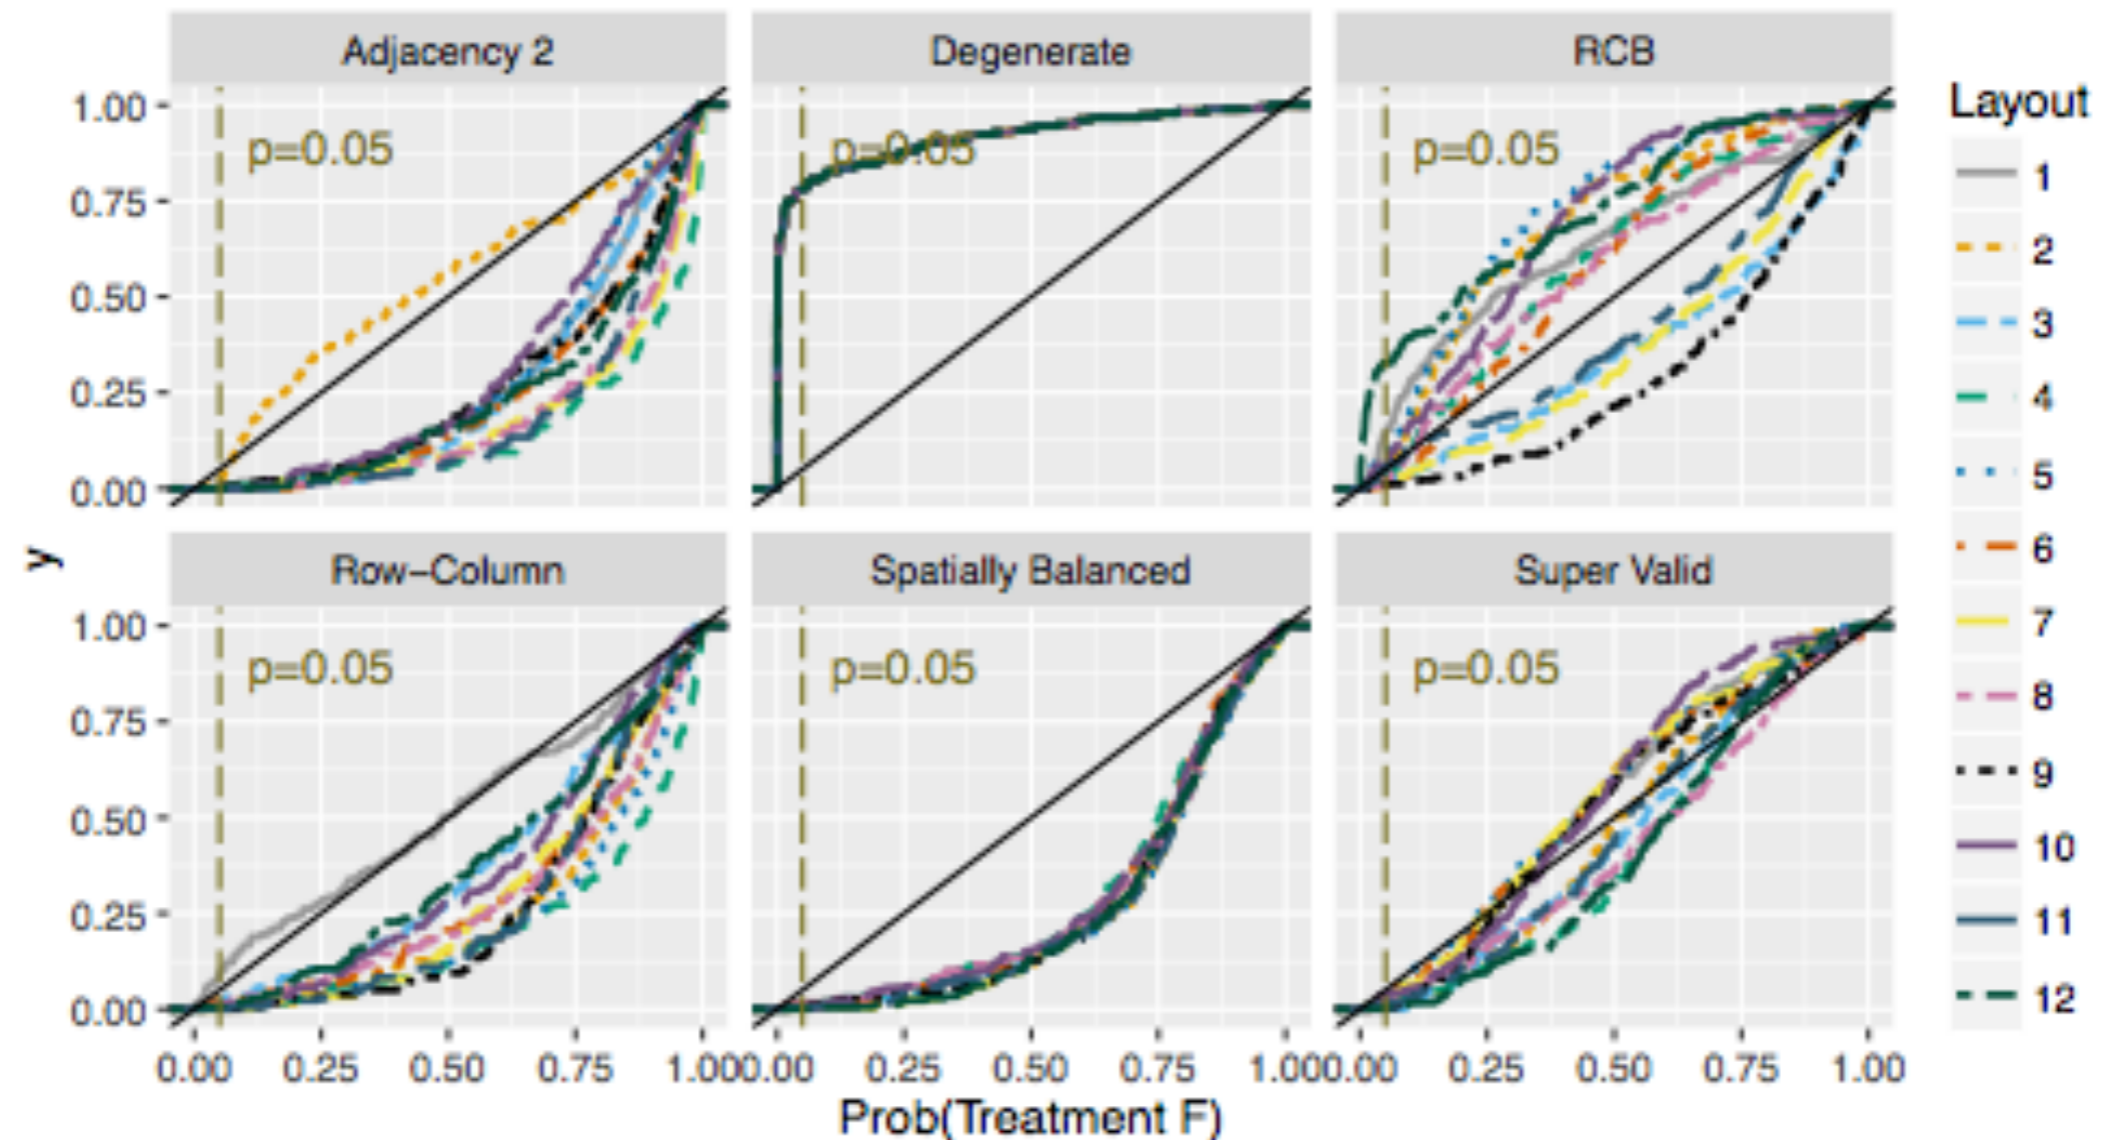 Adjacency 2 Degenerate RCB
Layout
1.00
0.75
0.50
0.25
0.00
p=0.05 p=0.05 p=0.05
1
2
3
4
5
6
7
8
9
10
11
12
y
Row-Column Spatially Balanced Super Valid
1.00
0.75
0.50
0.25
0.00
p=0.05 p=0.05 p=0.05
0.00 0.25 0.50 0.75 1.00 0.00 0.25 0.50 0.75 1.00 0.00 0.25 0.50 0.75 1.00
Prob(Treatment F)